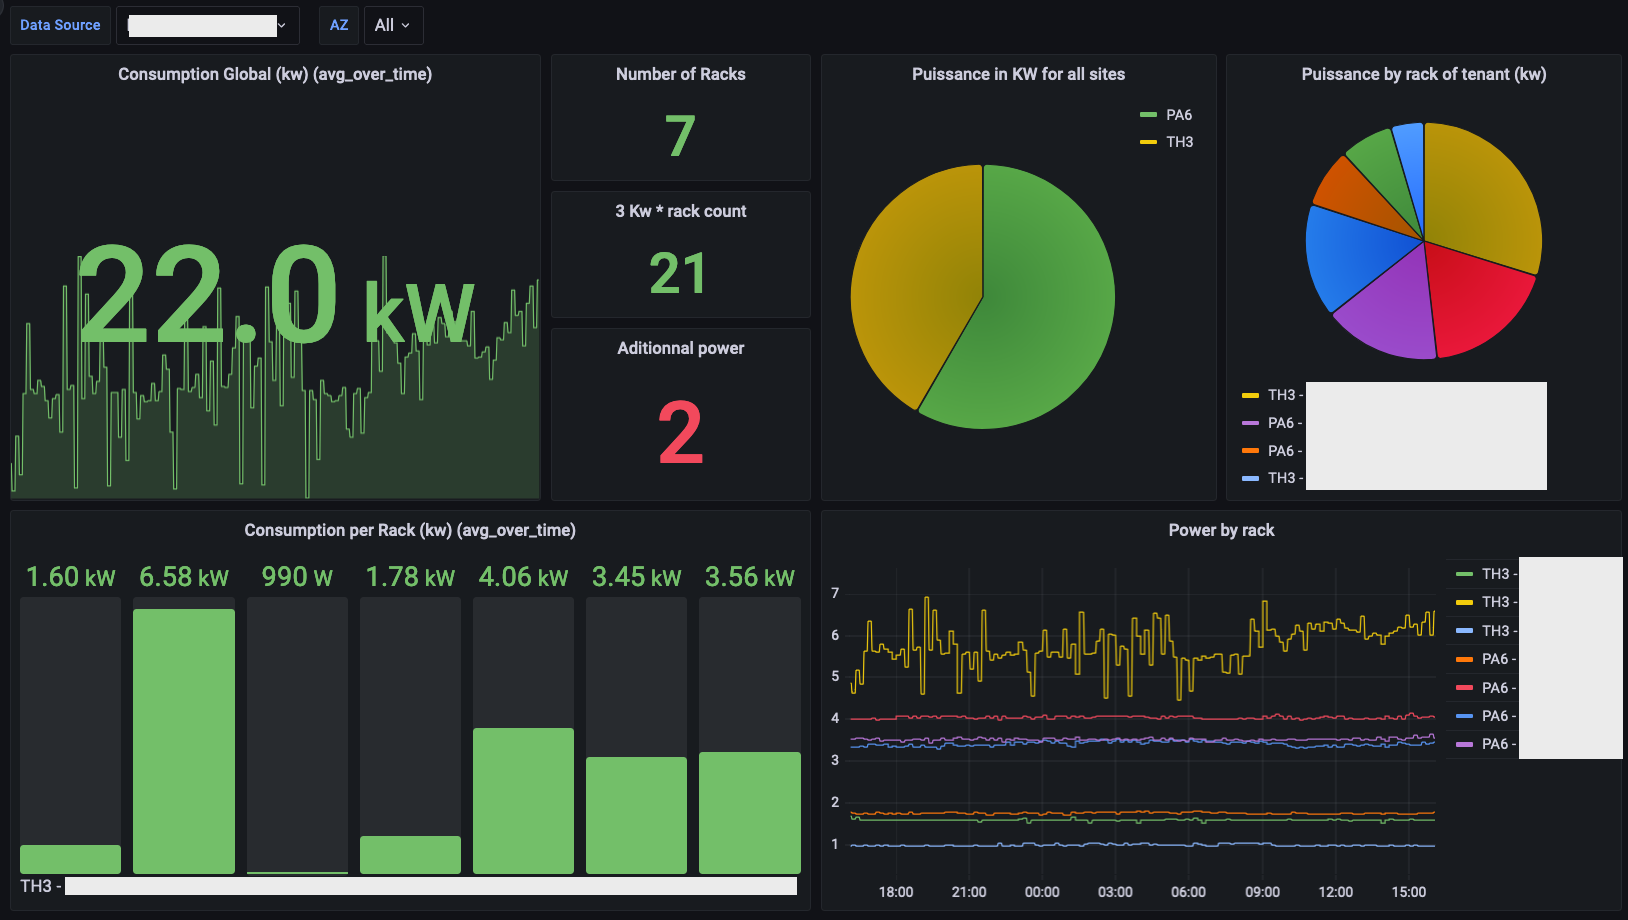 Data Source
AZ
All
Consumption Global (kw) (avg_over_time)
22.0 kW
Number of Racks
7
3 Kw * rack count
21
Aditionnal power
2
Puissance in KW for all sites
PA6
TH3
Puissance by rack of tenant (kw)
TH3 -
PA6 -
PA6 -
TH3 -
Consumption per Rack (kw) (avg_over_time)
1.60 kW 6.58 kW 990 W 1.78 kW 4.06 kW 3.45 kW 3.56 kW
TH3 -
Power by rack
7
6
5
4
3
2
1
18:00 21:00 00:00 03:00 06:00 09:00 12:00 15:00
TH3 -
TH3 -
TH3 -
PA6 -
PA6 -
PA6 -
PA6 -